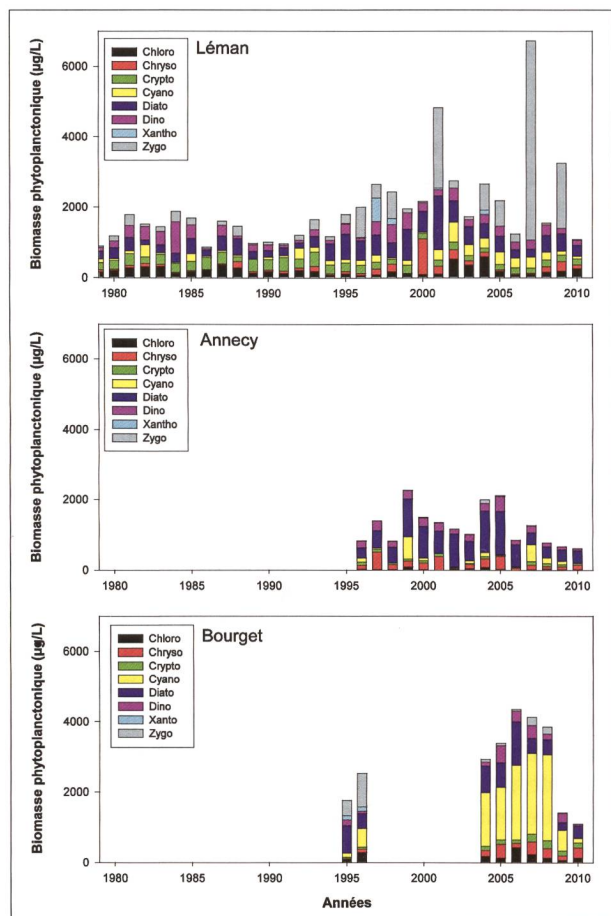 Léman
Chloro
Chryso
Crypto
Cyano
Diato
Dino
Xantho
Zygo
Biomasse phytoplanctonique (µg/L)
6000
4000
2000
0
1980 1985 1990 1995 2000 2005 2010
Annecy
Chloro
Chryso
Crypto
Cyano
Diato
Dino
Xantho
Zygo
Biomasse phytoplanctonique (µg/L)
6000
4000
2000
0
1980 1985 1990 1995 2000 2005 2010
Bourget
Chloro
Chryso
Crypto
Cyano
Diato
Dino
Xanto
Zygo
Biomasse phytoplanctonique (µg/L)
6000
4000
2000
0
1980 1985 1990 1995 2000 2005 2010
Années